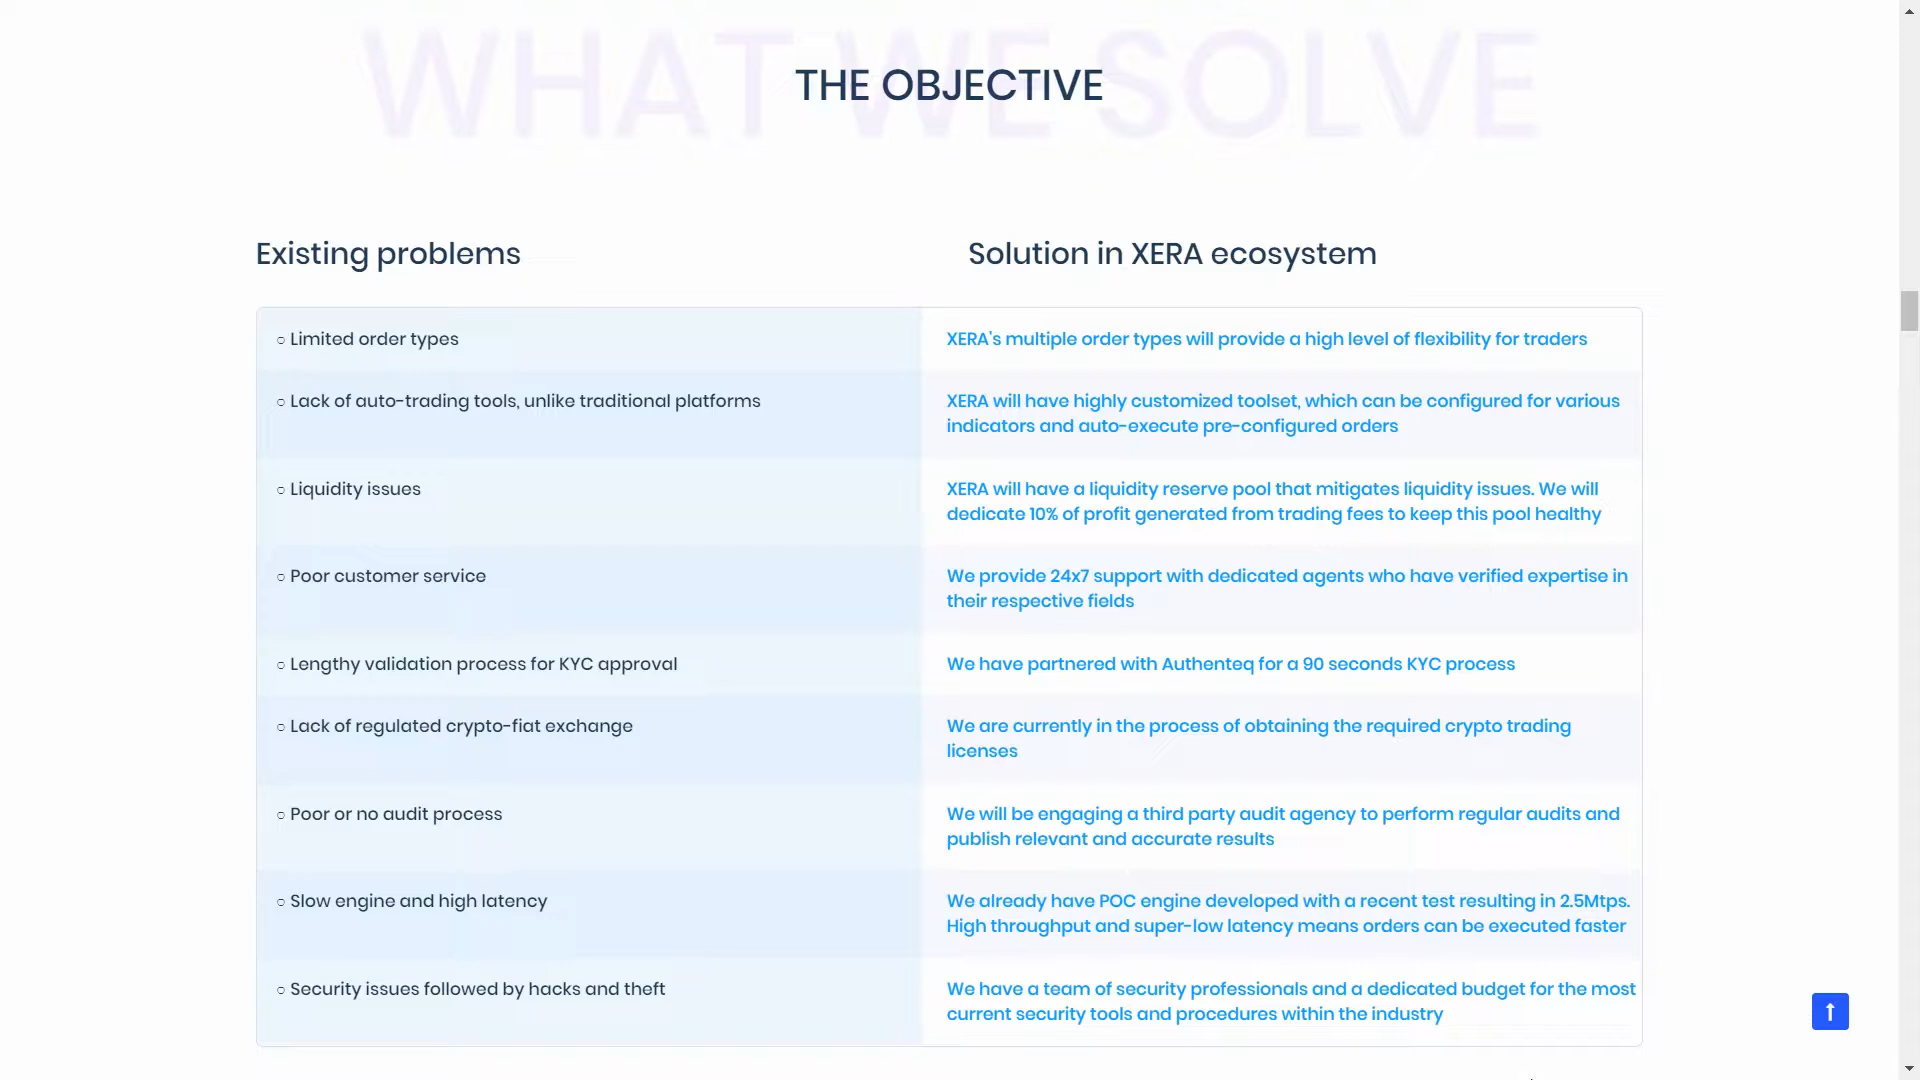 WHAT WE SOLVE
THE OBJECTIVE
Existing problems
Solution in XERA ecosystem
○ Limited order types
XERA's multiple order types will provide a high level of flexibility for traders
○ Lack of auto-trading tools, unlike traditional platforms
XERA will have highly customized toolset, which can be configured for various
indicators and auto-execute pre-configured orders
○ Liquidity issues
XERA will have a liquidity reserve pool that mitigates liquidity issues. We will
dedicate 10% of profit generated from trading fees to keep this pool healthy
○ Poor customer service
We provide 24x7 support with dedicated agents who have verified expertise in
their respective fields
○ Lengthy validation process for KYC approval
We have partnered with Authenteq for a 90 seconds KYC process
○ Lack of regulated crypto-fiat exchange
We are currently in the process of obtaining the required crypto trading
licenses
○ Poor or no audit process
We will be engaging a third party audit agency to perform regular audits and
publish relevant and accurate results
○ Slow engine and high latency
We already have POC engine developed with a recent test resulting in 2.5Mtps.
High throughput and super-low latency means orders can be executed faster
○ Security issues followed by hacks and theft
We have a team of security professionals and a dedicated budget for the most
current security tools and procedures within the industry